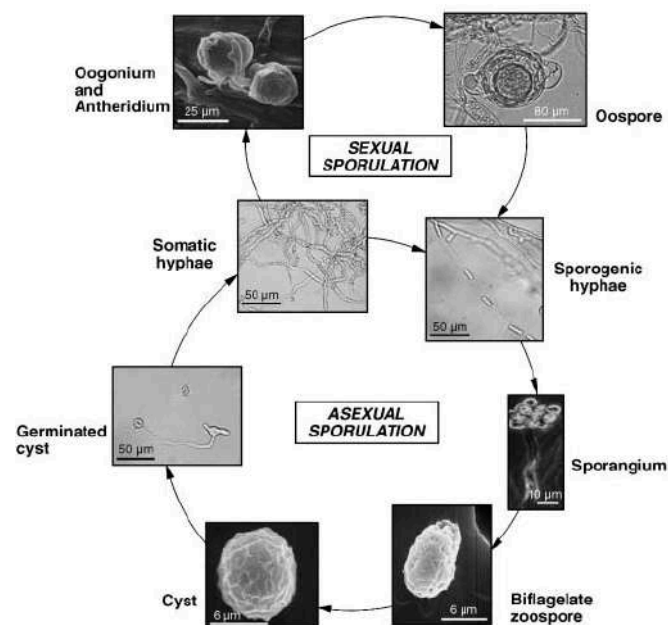 Oogonium
and
Antheridium
25 µm
80 µm
Oospore
SEXUAL
SPORULATION
Somatic
hyphae
50 µm
50 µm
Sporogenic
hyphae
Germinated
cyst
50 µm
ASEXUAL
SPORULATION
10 µm
Sporangium
Cyst
6 µm
6 µm
Biflagelate
zoospore